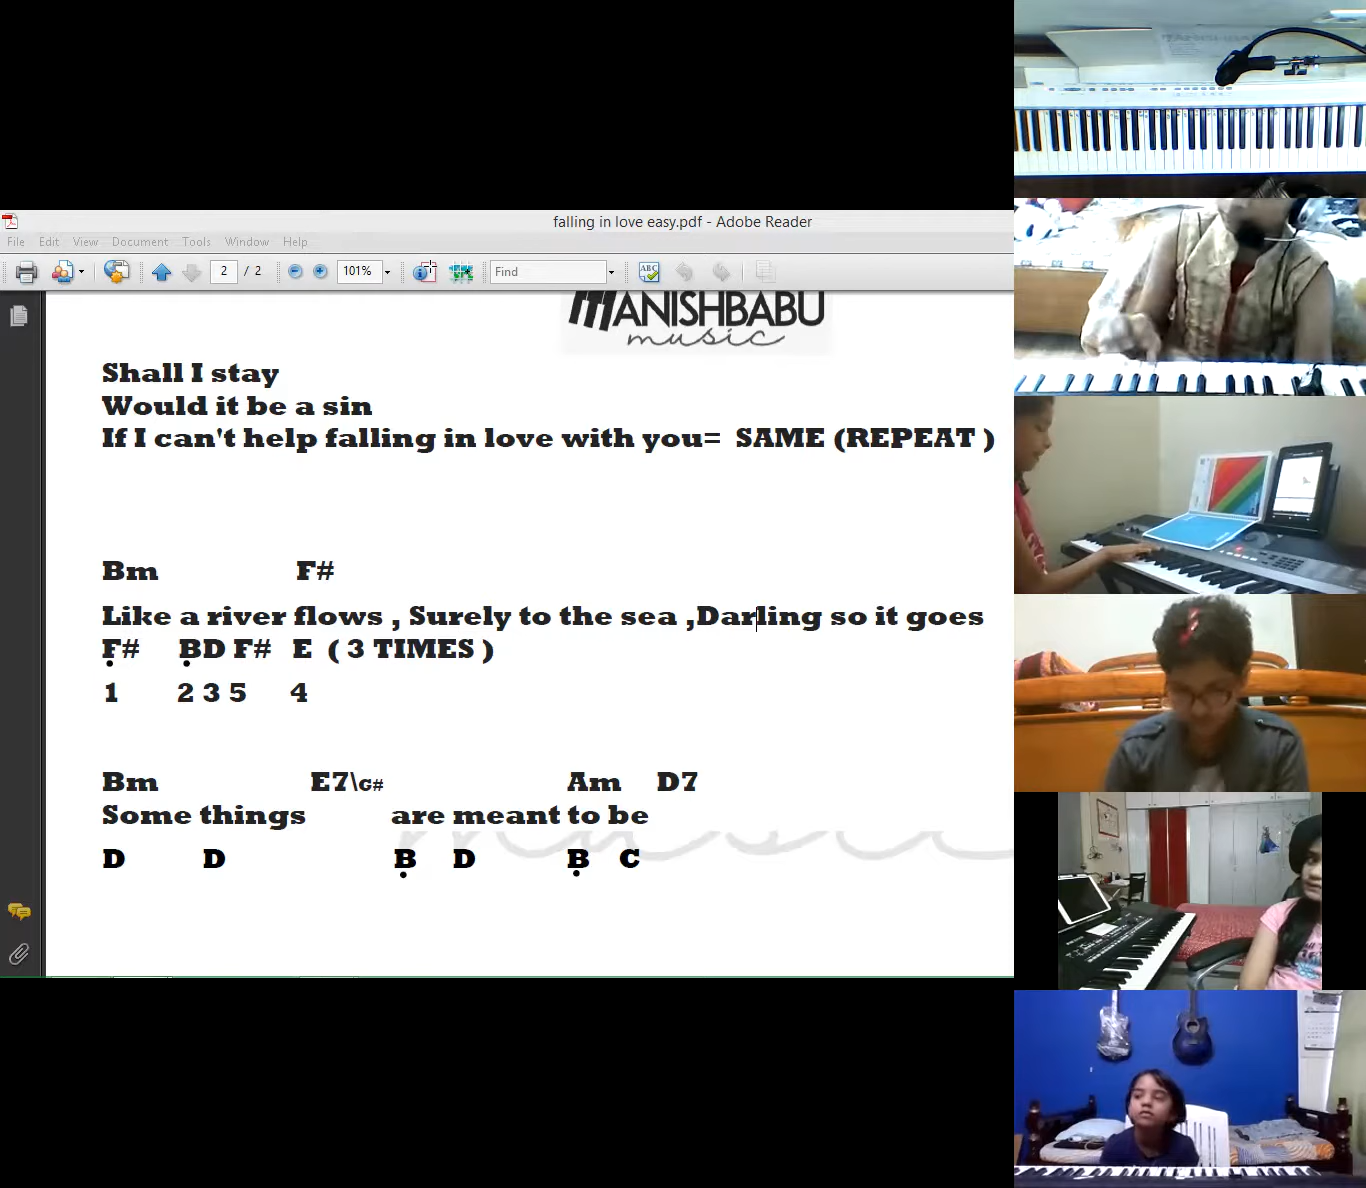 falling in love easy.pdf - Adobe Reader
File Edit View Document Tools Window Help
2 / 2 101% Find
MANISHBABU
music
Shall I stay
Would it be a sin
If I can't help falling in love with you= SAME (REPEAT )
Bm F#
Like a river flows , Surely to the sea ,Darling so it goes
F# BD F# E ( 3 TIMES )
1 2 3 5 4
Bm E7\G# Am D7
Some things are meant to be
D D B D B C
music